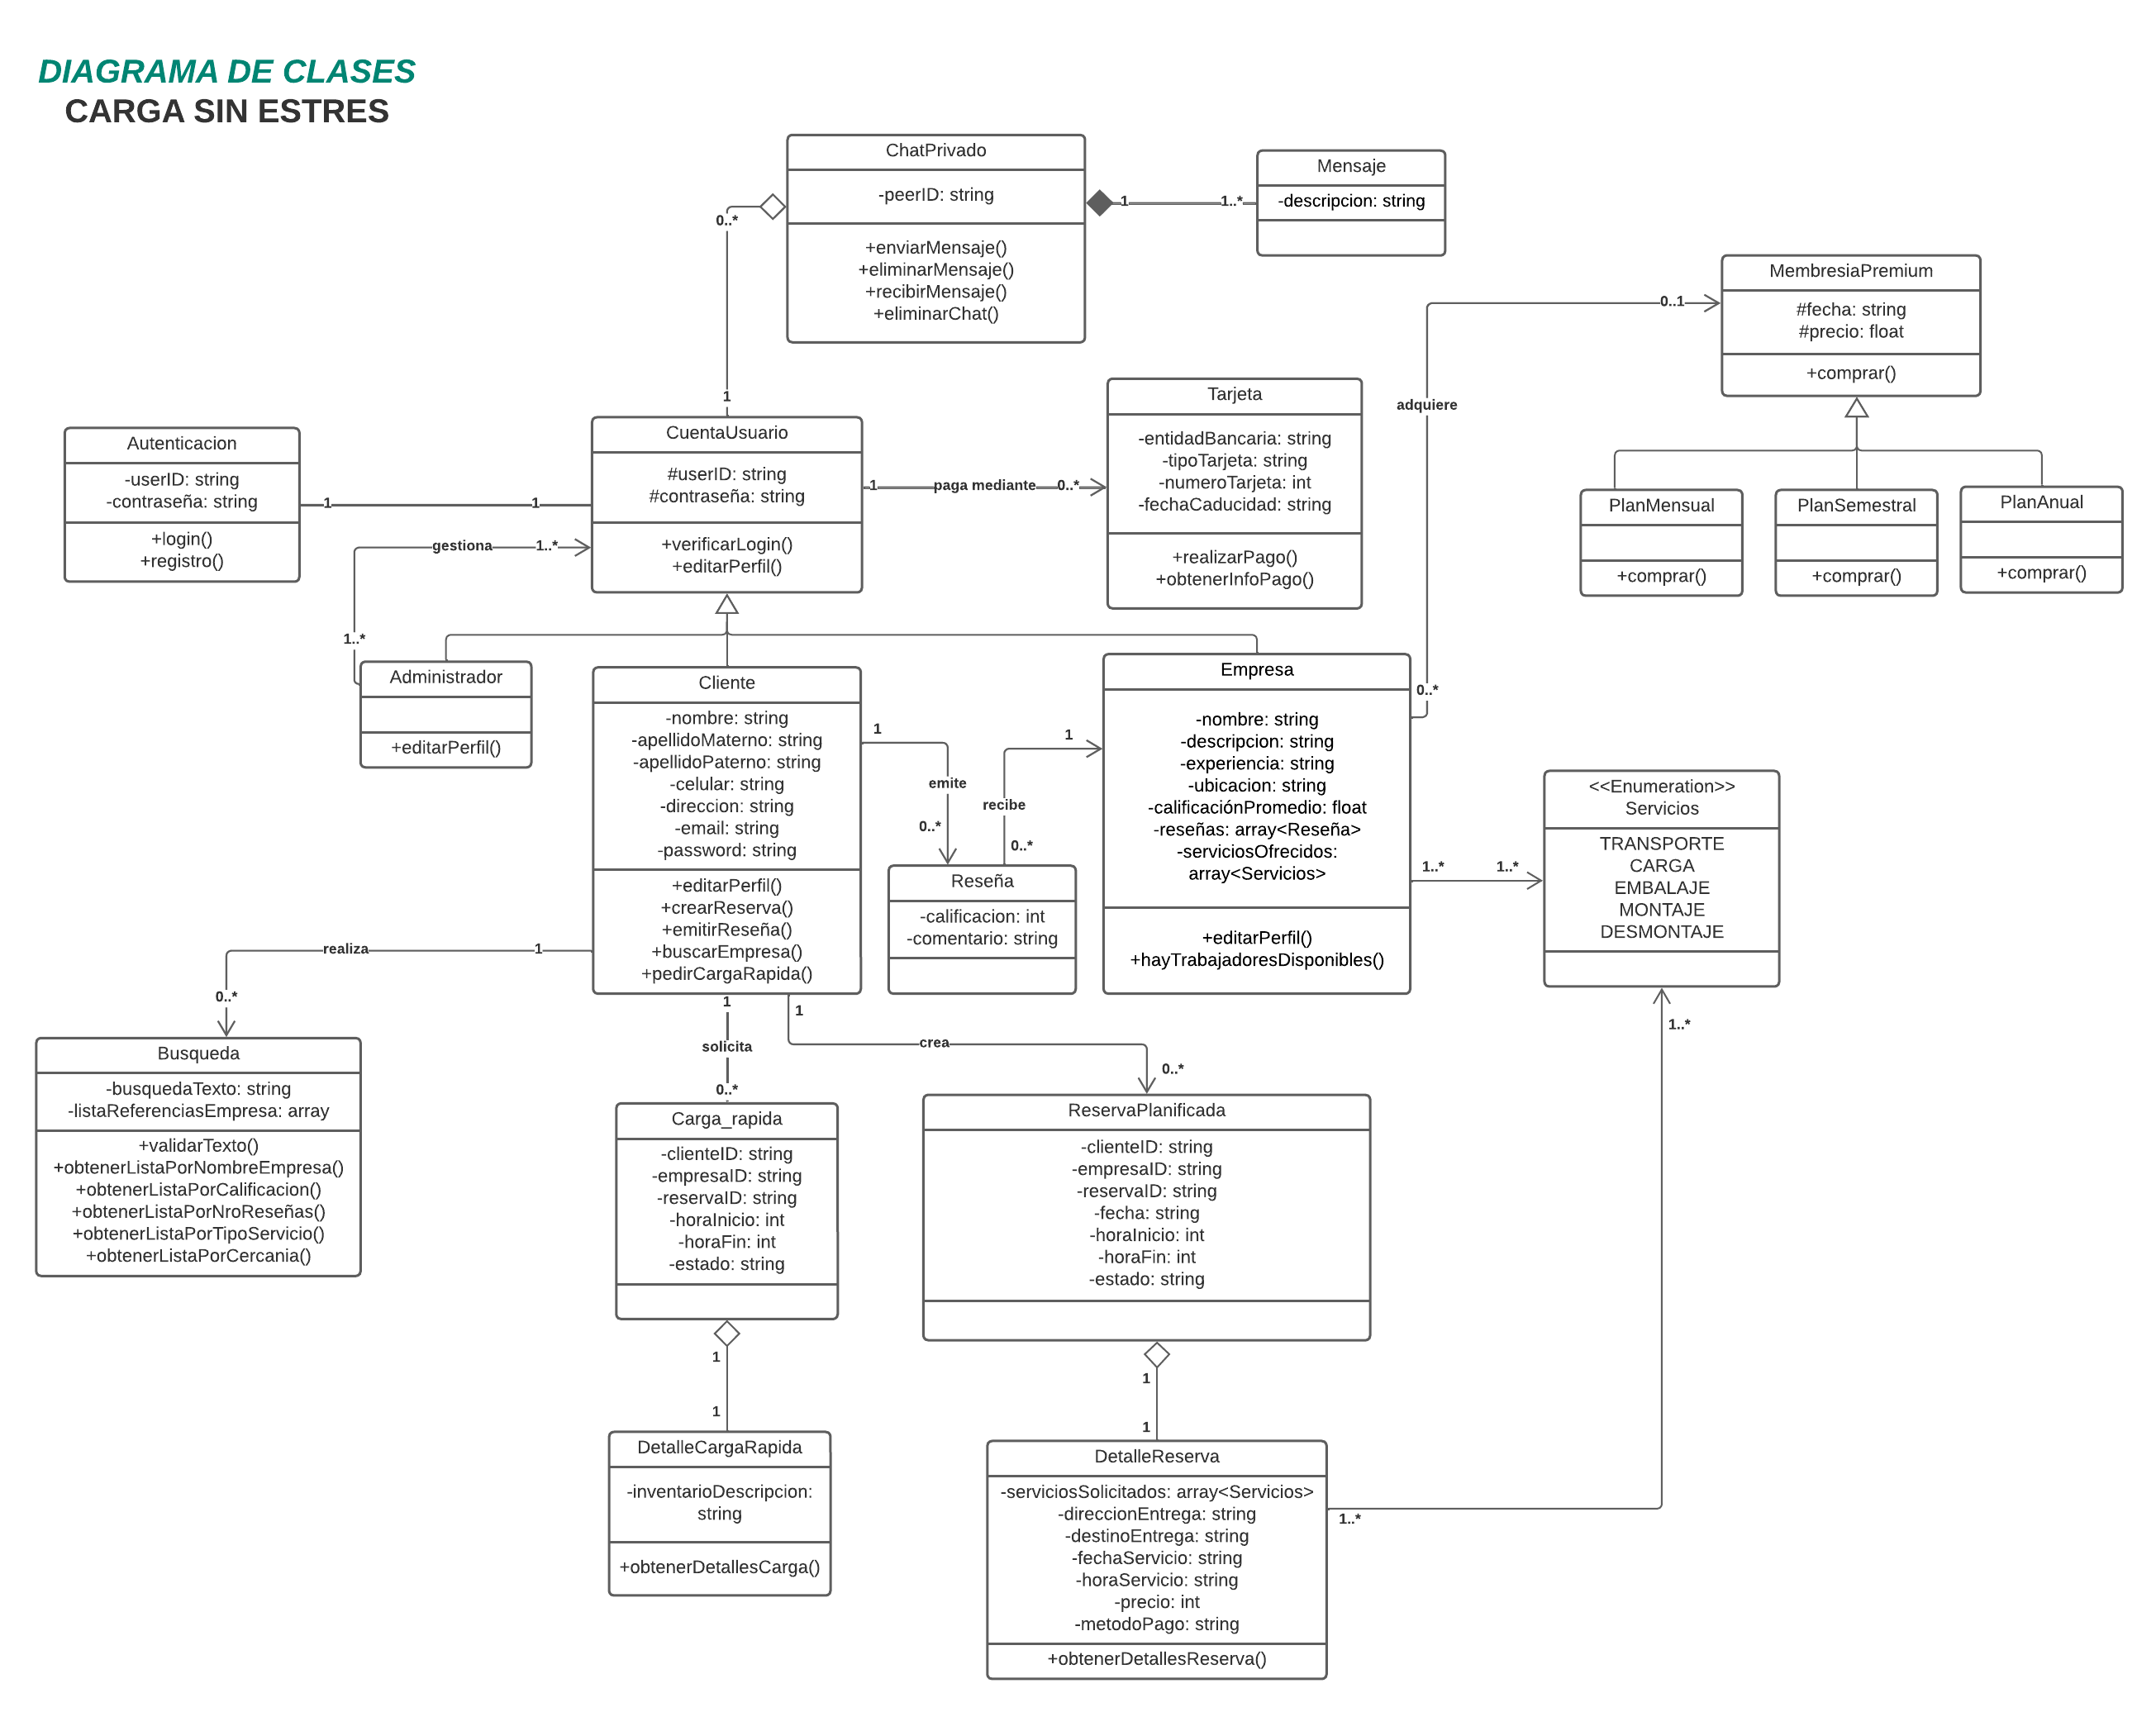 DIAGRAMA DE CLASES
CARGA SIN ESTRES
ChatPrivado
-peerID: string
+enviarMensaje()
+eliminarMensaje()
+recibirMensaje()
+eliminarChat()
1
1..*
Mensaje
-descripcion: string
0..*
1
MembresiaPremium
#fecha: string
#precio: float
+comprar()
0..1
adquiere
0..*
Autenticacion
-userID: string
-contraseña: string
+login()
+registro()
1
1
CuentaUsuario
#userID: string
#contraseña: string
+verificarLogin()
+editarPerfil()
1
paga mediante
0..*
Tarjeta
-entidadBancaria: string
-tipoTarjeta: string
-numeroTarjeta: int
-fechaCaducidad: string
+realizarPago()
+obtenerInfoPago()
PlanMensual
+comprar()
PlanSemestral
+comprar()
PlanAnual
+comprar()
gestiona
1..*
1..*
Administrador
+editarPerfil()
Cliente
-nombre: string
-apellidoMaterno: string
-apellidoPaterno: string
-celular: string
-direccion: string
-email: string
-password: string
+editarPerfil()
+crearReserva()
+emitirReseña()
+buscarEmpresa()
+pedirCargaRapida()
1
emite
0..*
recibe
1
0..*
Reseña
-calificacion: int
-comentario: string
Empresa
-nombre: string
-descripcion: string
-experiencia: string
-ubicacion: string
-calificaciónPromedio: float
-reseñas: array<Reseña>
-serviciosOfrecidos:
array<Servicios>
+editarPerfil()
+hayTrabajadoresDisponibles()
1..*
1..*
<<Enumeration>>
Servicios
TRANSPORTE
CARGA
EMBALAJE
MONTAJE
DESMONTAJE
realiza
1
0..*
Busqueda
-busquedaTexto: string
-listaReferenciasEmpresa: array
+validarTexto()
+obtenerListaPorNombreEmpresa()
+obtenerListaPorCalificacion()
+obtenerListaPorNroReseñas()
+obtenerListaPorTipoServicio()
+obtenerListaPorCercania()
1
solicita
0..*
1
crea
0..*
1..*
Carga_rapida
-clienteID: string
-empresaID: string
-reservaID: string
-horaInicio: int
-horaFin: int
-estado: string
1
1
DetalleCargaRapida
-inventarioDescripcion:
string
+obtenerDetallesCarga()
ReservaPlanificada
-clienteID: string
-empresaID: string
-reservaID: string
-fecha: string
-horaInicio: int
-horaFin: int
-estado: string
1
1
DetalleReserva
-serviciosSolicitados: array<Servicios>
-direccionEntrega: string
-destinoEntrega: string
-fechaServicio: string
-horaServicio: string
-precio: int
-metodoPago: string
+obtenerDetallesReserva()
1..*